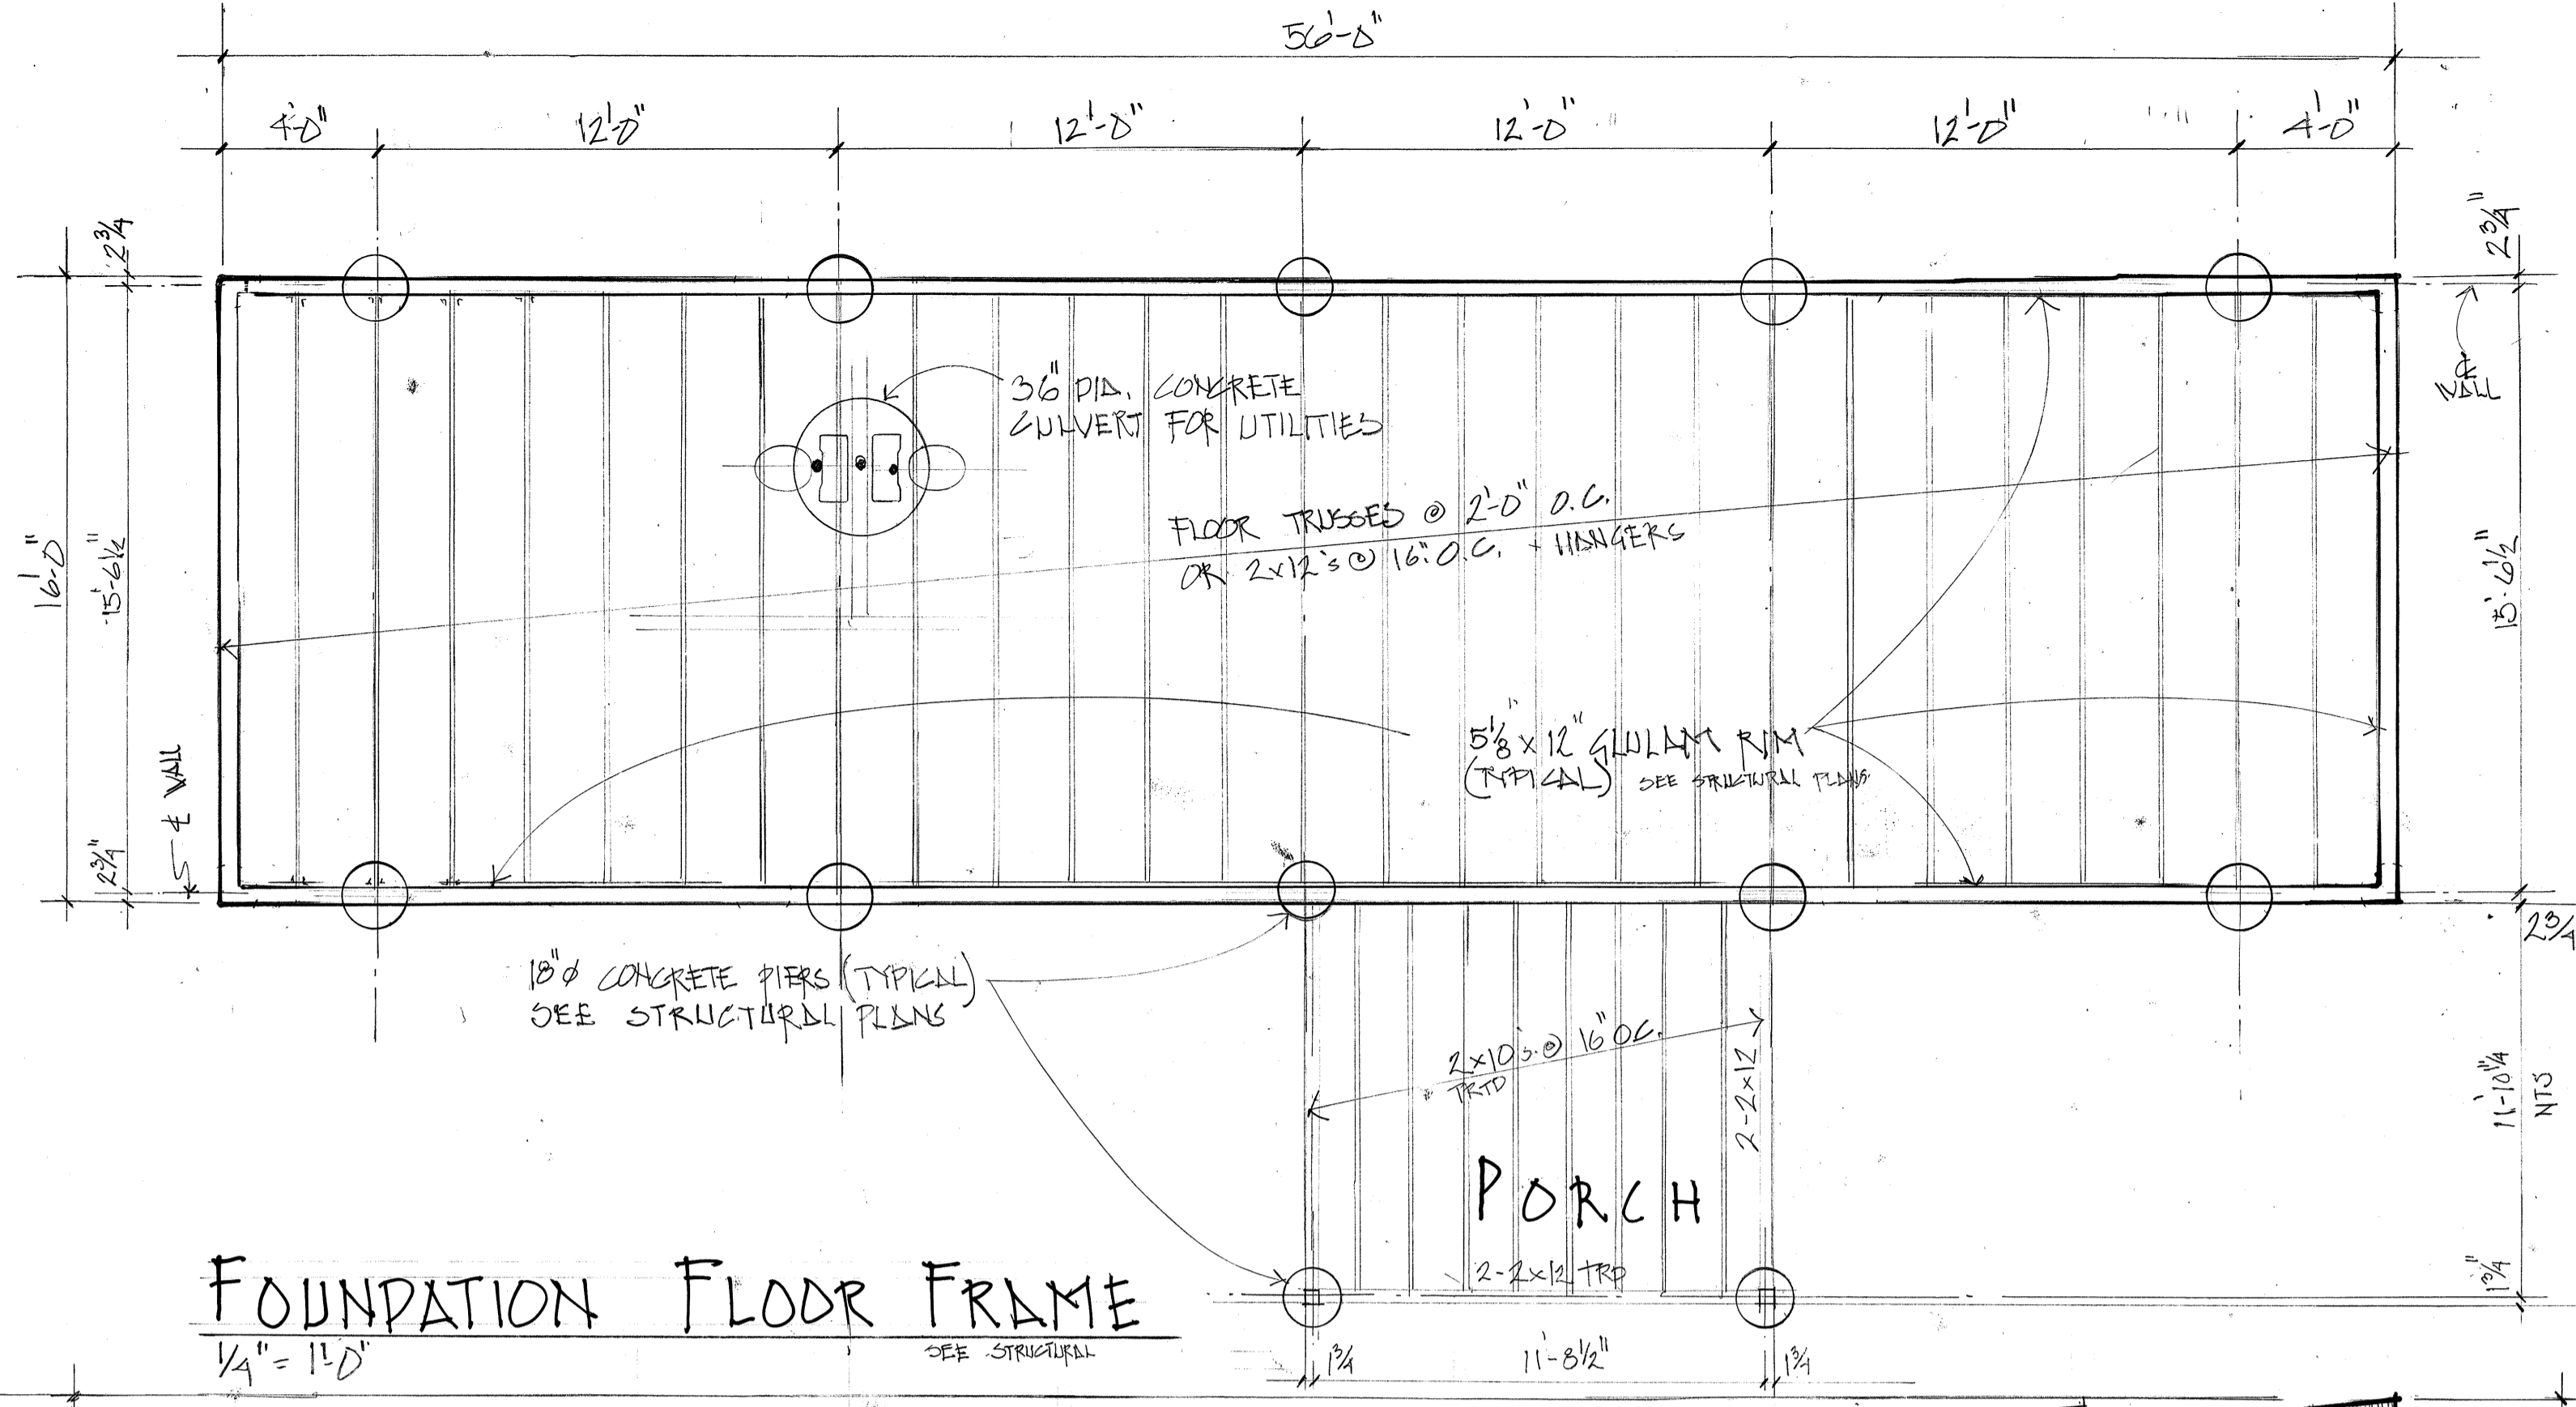 56'-0"
4'-0"
12'-0"
12'-0"
12'-0"
12'-0"
4'-0"
2 3/4
2 3/4"
36" DIA. CONCRETE
CULVERT FOR UTILITIES
℄
WALL
FLOOR TRUSSES @ 2'-0" O.C.
OR 2x12's @ 16" O.C. + HANGERS
16'-0"
15'-6 1/2"
15'-6 1/2"
5 1/8" x 12" GLULAM RIM
(TYPICAL) SEE STRUCTURAL PLANS
℄ WALL
2 3/4"
2 3/4
18"ø CONCRETE PIERS (TYPICAL)
SEE STRUCTURAL PLANS
2x10's @ 16" O.C.
TRTD
2-2x12
11'-10 1/4"
NTS
PORCH
2-2x12 TRD
1 3/4"
FOUNDATION FLOOR FRAME
1/4" = 1'-0"
SEE STRUCTURAL
1 3/4
11'-8 1/2"
1 3/4